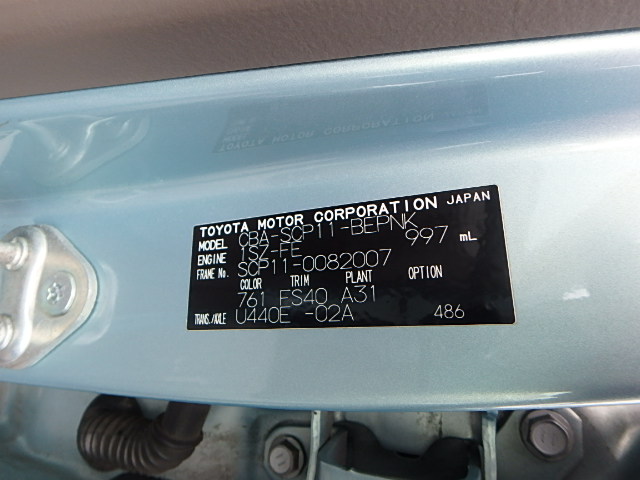 TOYOTA MOTOR CORPORATION JAPAN
MODEL CBA-SCP11-BEPNK
ENGINE 1SZ-FE 997 mL
FRAME No. SCP11-0082007
COLOR TRIM PLANT OPTION
761 FS40 A31
TRANS./AXLE U440E -02A 486